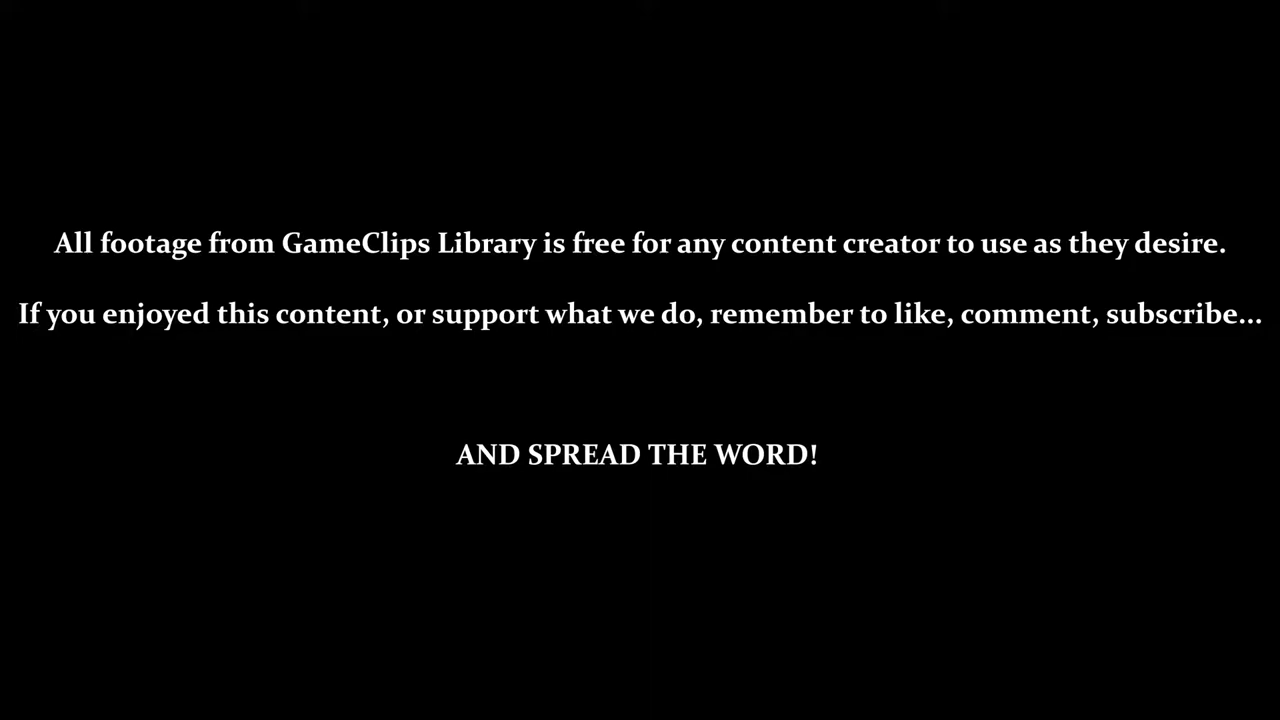 All footage from GameClips Library is free for any content creator to use as they desire.
If you enjoyed this content, or support what we do, remember to like, comment, subscribe...
AND SPREAD THE WORD!